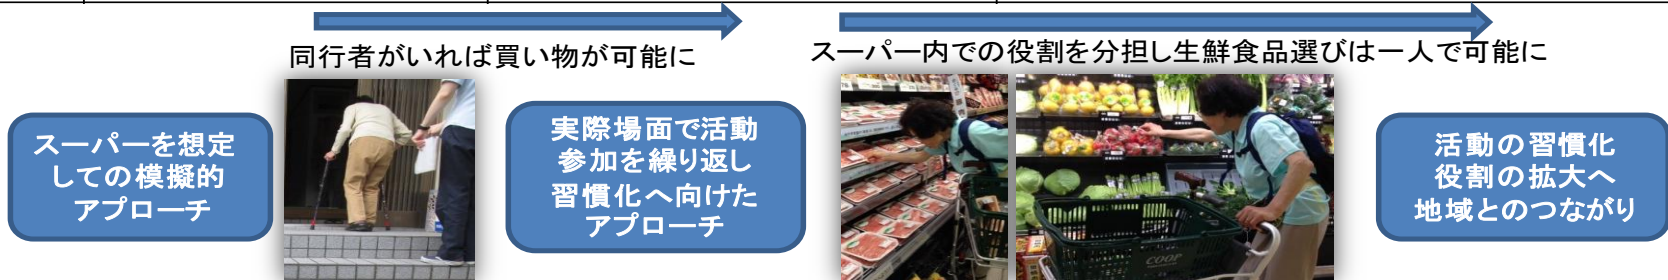 同行者がいれば買い物が可能に
スーパー内での役割を分担し生鮮食品選びは一人で可能に
スーパーを想定
しての模擬的
アプローチ
実際場面で活動
参加を繰り返し
習慣化へ向けた
アプローチ
COOP
活動の習慣化
役割の拡大へ
地域とのつながり